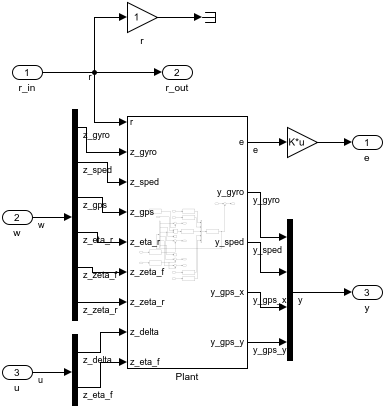 1
r
1
r_in
r
2
r_out
r
z_gyro
z_gyro
z_sped
z_sped
z_gps
z_gps
2
w
w
z_eta_r
z_eta_r
z_zeta_f
z_zeta_f
z_zeta_r
z_zeta_r
z_delta
z_delta
3
u
u
z_eta_f
z_eta_f
e
e
K*u
1
e
y_gyro
y_gyro
y_sped
y_sped
y_gps_x
y_gps_x
y
3
y
y_gps_y
y_gps_y
Plant